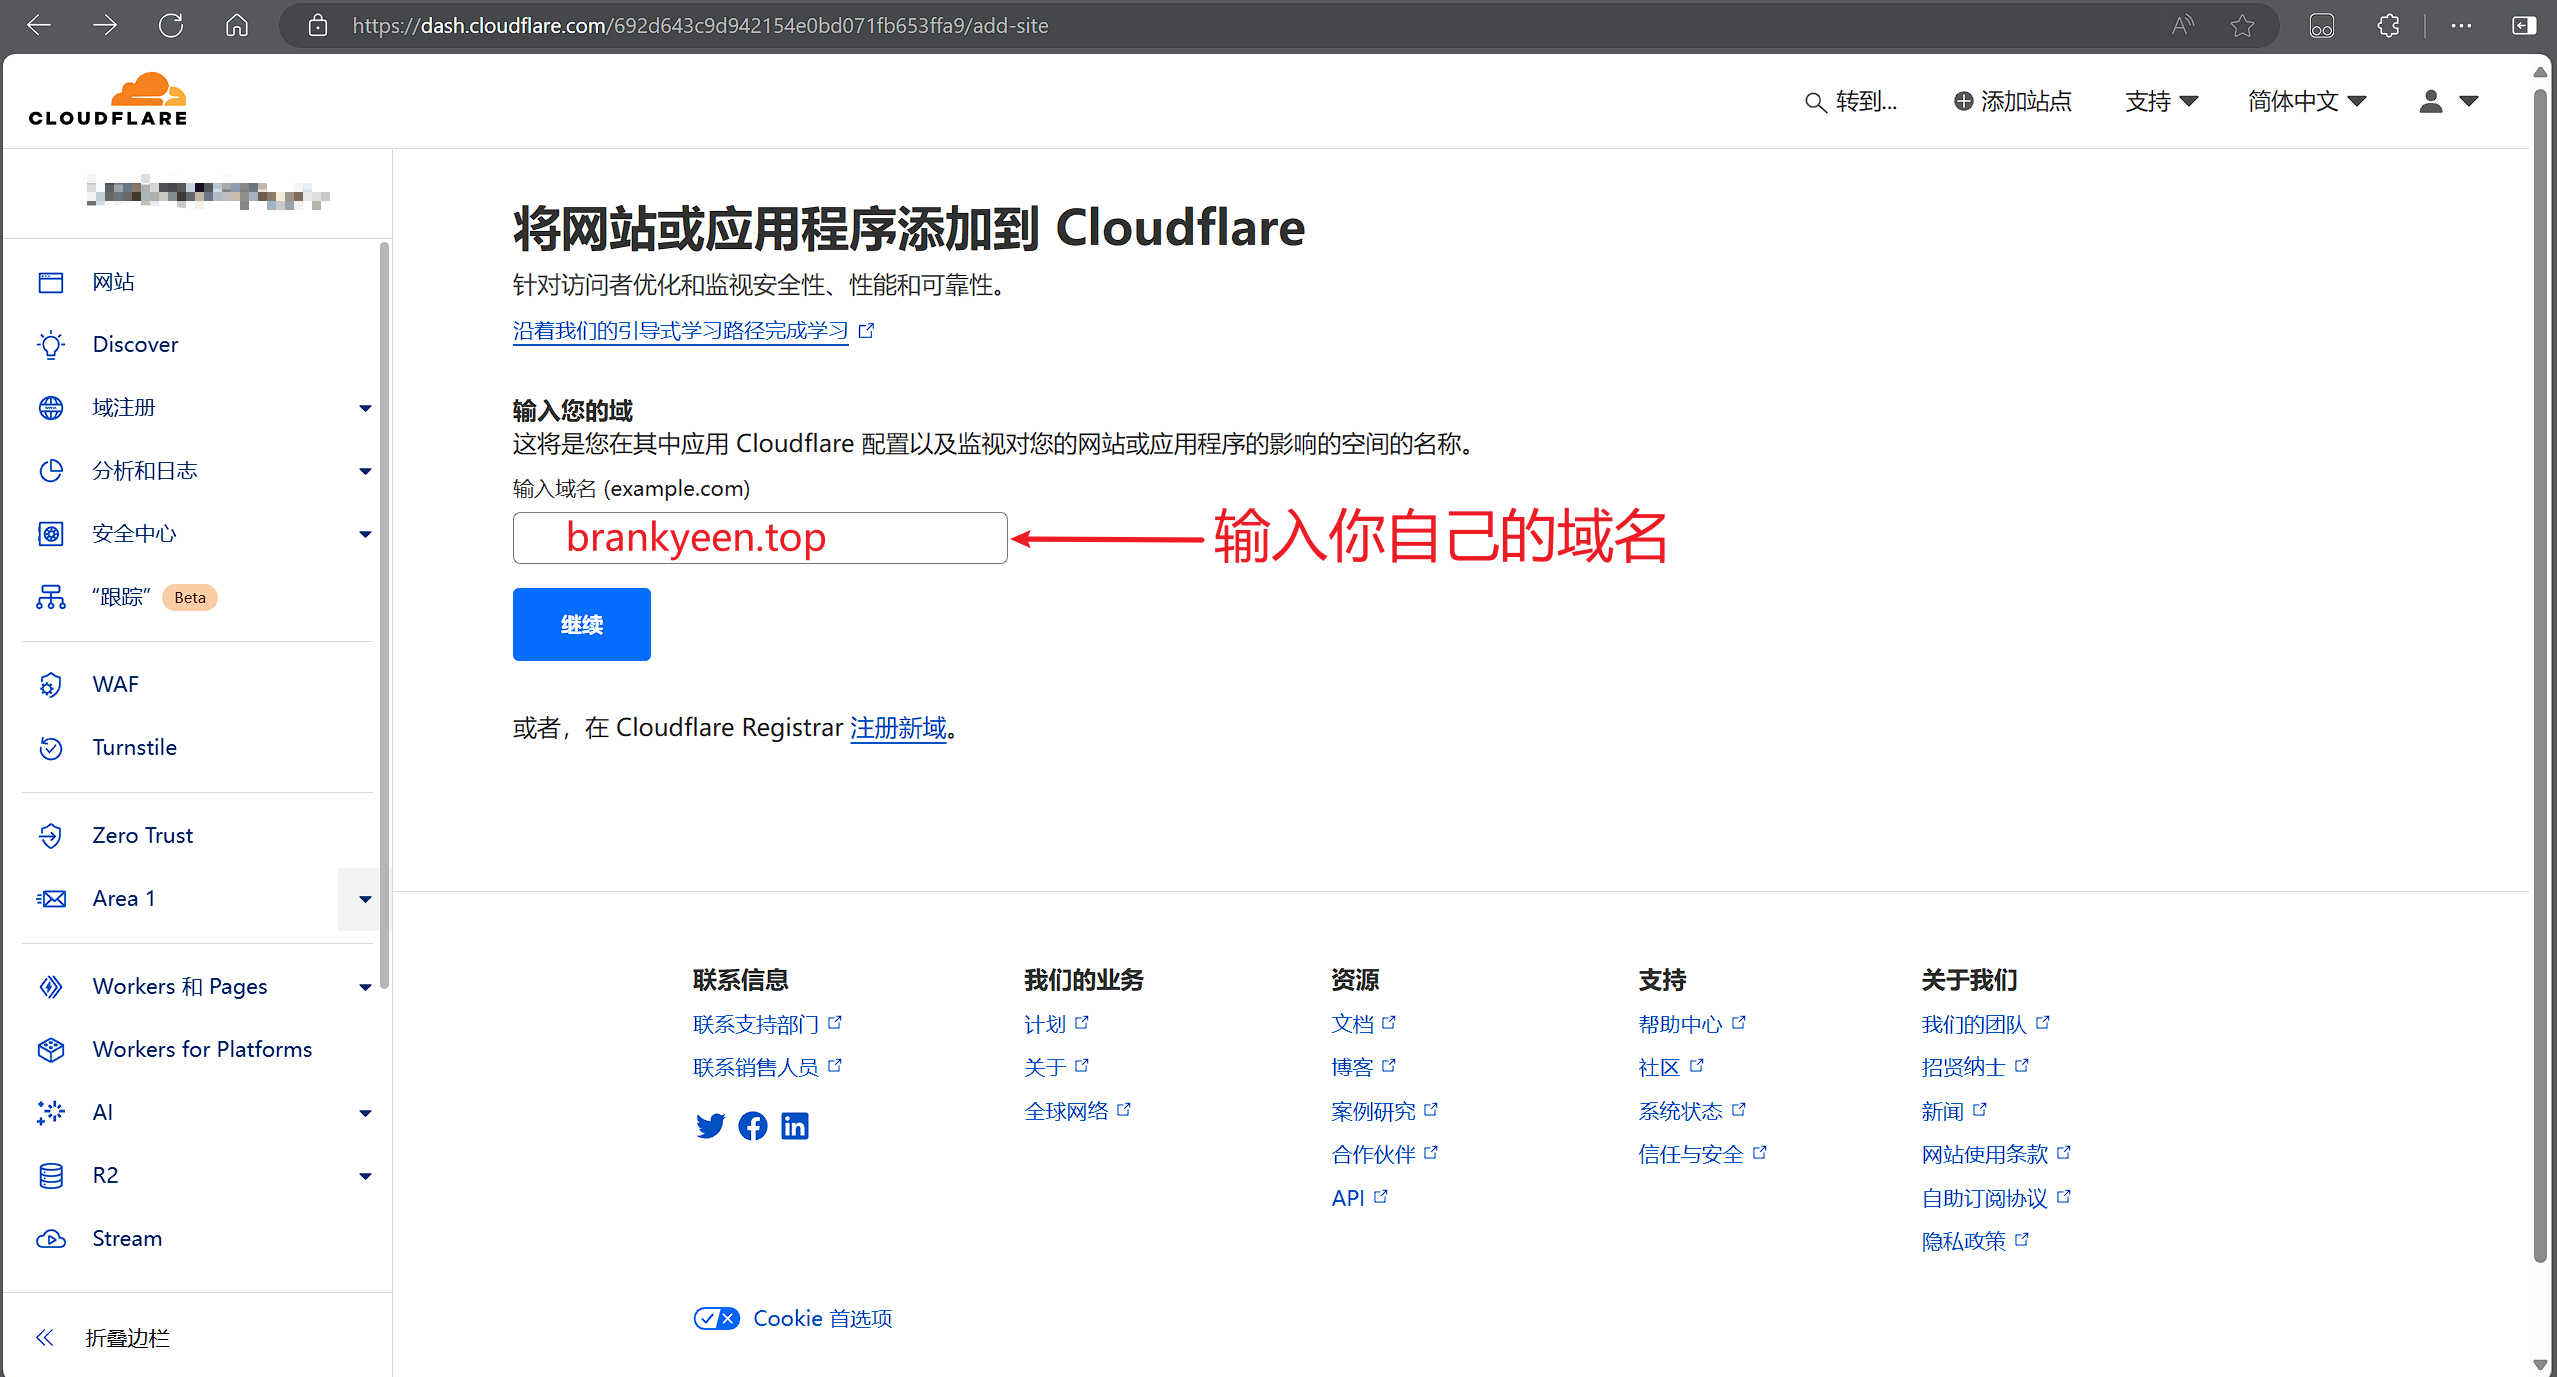 https://dash.cloudflare.com/692d643c9d942154e0bd071fb653ffa9/add-site
CLOUDFLARE
转到...
添加站点
支持
简体中文
网站
Discover
域注册
分析和日志
安全中心
“跟踪” Beta
WAF
Turnstile
Zero Trust
Area 1
Workers 和 Pages
Workers for Platforms
AI
R2
Stream
折叠边栏
将网站或应用程序添加到 Cloudflare
针对访问者优化和监视安全性、性能和可靠性。
沿着我们的引导式学习路径完成学习
输入您的域
这将是您在其中应用 Cloudflare 配置以及监视对您的网站或应用程序的影响的空间的名称。
输入域名 (example.com)
brankyeen.top
输入你自己的域名
继续
或者，在 Cloudflare Registrar 注册新域。
联系信息
联系支持部门
联系销售人员
我们的业务
计划
关于
全球网络
资源
文档
博客
案例研究
合作伙伴
API
支持
帮助中心
社区
系统状态
信任与安全
关于我们
我们的团队
招贤纳士
新闻
网站使用条款
自助订阅协议
隐私政策
Cookie 首选项